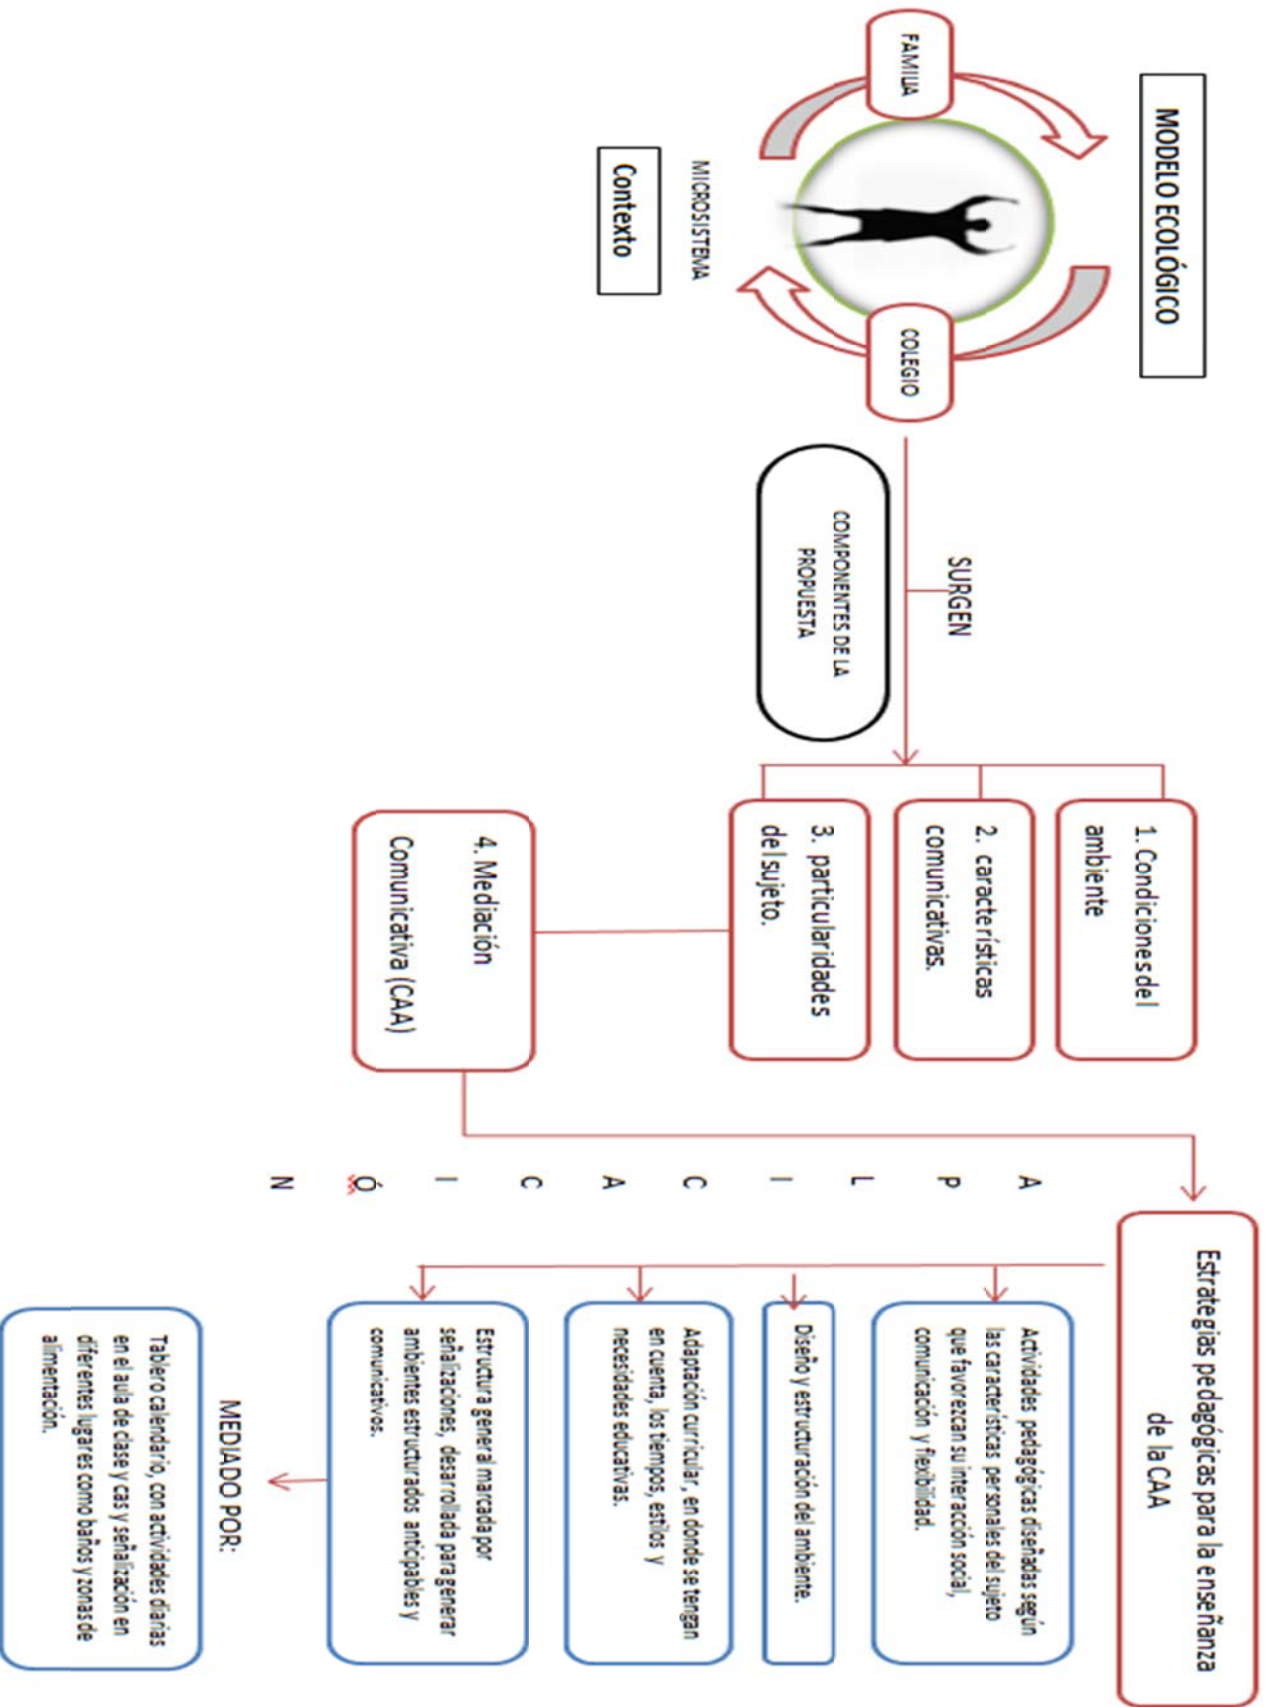 MODELO ECOLÓGICO
FAMILIA
COLEGIO
MICROSISTEMA
Contexto
SURGEN
COMPONENTES DE LA
PROPUESTA
1. Condiciones del
ambiente
2. características
comunicativas.
3. particularidades
del sujeto.
4. Mediación
Comunicativa (CAA)
A
P
L
I
C
A
C
I
Ó
N
Estrategias pedagógicas para la enseñanza
de la CAA
Actividades pedagógicas diseñadas según
las características personales del sujeto
que favorezcan su interacción social,
comunicación y flexibilidad.
Diseño y estructuración del ambiente.
Adaptación curricular, en donde se tengan
en cuenta, los tiempos, estilos y
necesidades educativas.
Estructura general marcada por
señalizaciones, desarrollada para generar
ambientes estructurados anticipables y
comunicativos.
MEDIADO POR:
Tablero calendario, con actividades diarias
en el aula de clase y cas y señalización en
diferentes lugares como baños y zonas de
alimentación.